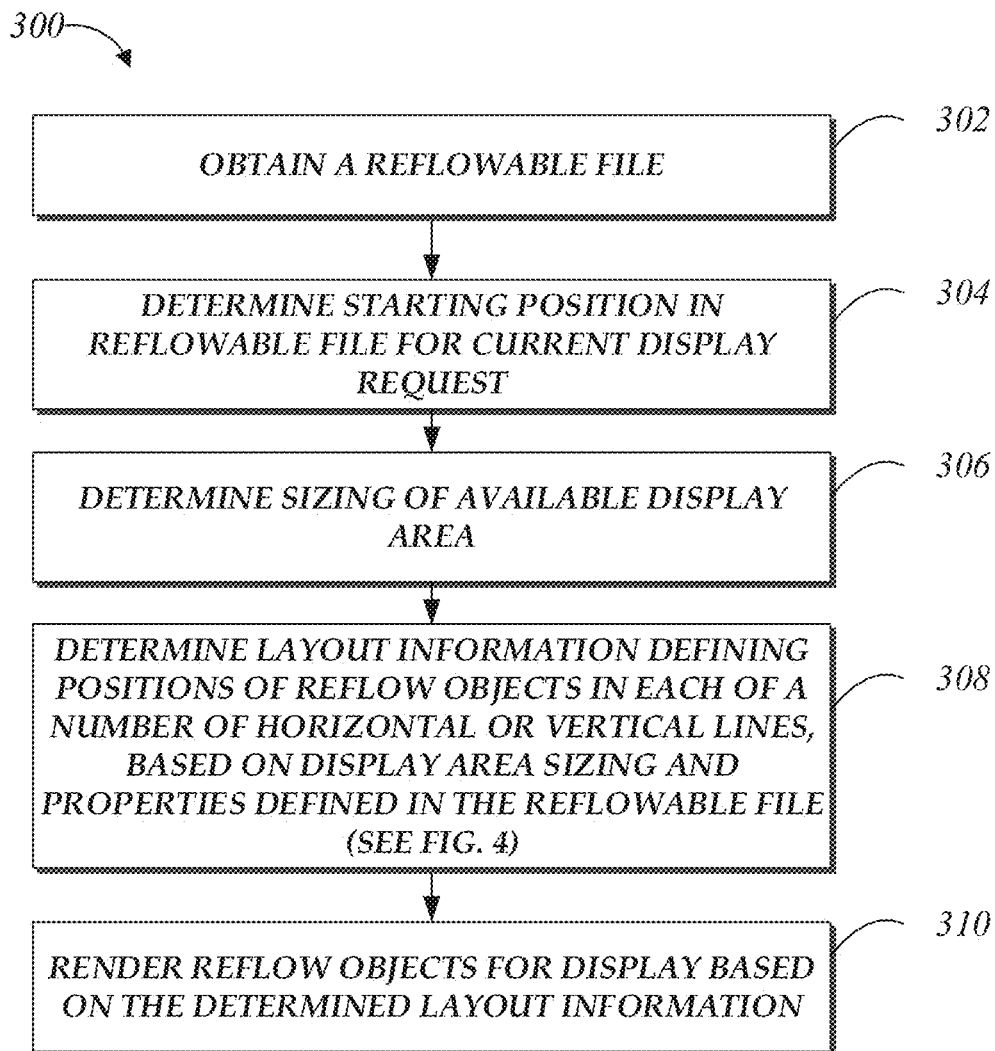 300
302
OBTAIN A REFLOWABLE FILE
304
DETERMINE STARTING POSITION IN
REFLOWABLE FILE FOR CURRENT DISPLAY
REQUEST
306
DETERMINE SIZING OF AVAILABLE DISPLAY
AREA
DETERMINE LAYOUT INFORMATION DEFINING
POSITIONS OF REFLOW OBJECTS IN EACH OF A
308
NUMBER OF HORIZONTAL OR VERTICAL LINES,
BASED ON DISPLAY AREA SIZING AND
PROPERTIES DEFINED IN THE REFLOWABLE FILE
(SEE FIG. 4)
310
RENDER REFLOW OBJECTS FOR DISPLAY BASED
ON THE DETERMINED LAYOUT INFORMATION